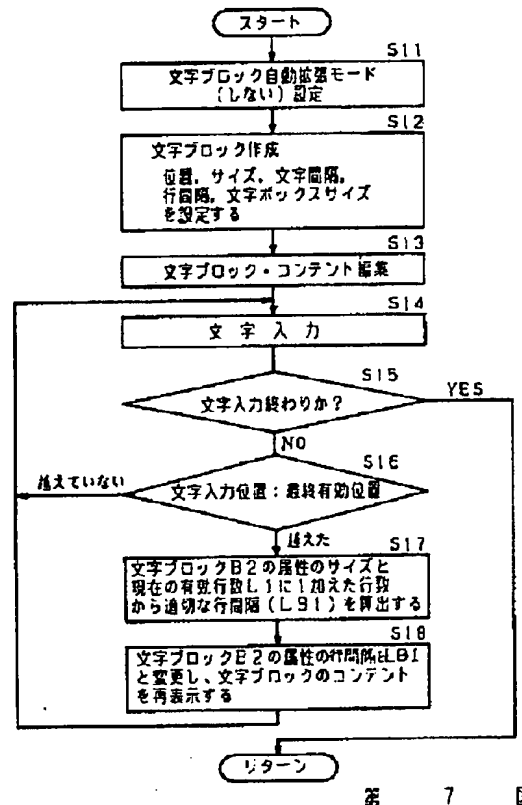 スタート
S11
文字ブロック自動拡張モード
(しない)設定
S12
文字ブロック作成
位置、サイズ、文字間隔、
行間隔、文字ボックスサイズ
を設定する
S13
文字ブロック・コンテント編集
S14
文字入力
S15
文字入力終わりか?
YES
NO
S16
越えていない
文字入力位置:最終有効位置
越えた
S17
文字ブロックB2の属性のサイズと
現在の有効行数L1に1加えた行数
から適切な行間隔(LB1)を算出する
S18
文字ブロックB2の属性の行間隔をLB1
と変更し、文字ブロックのコンテント
を再表示する
リターン
第 7 図